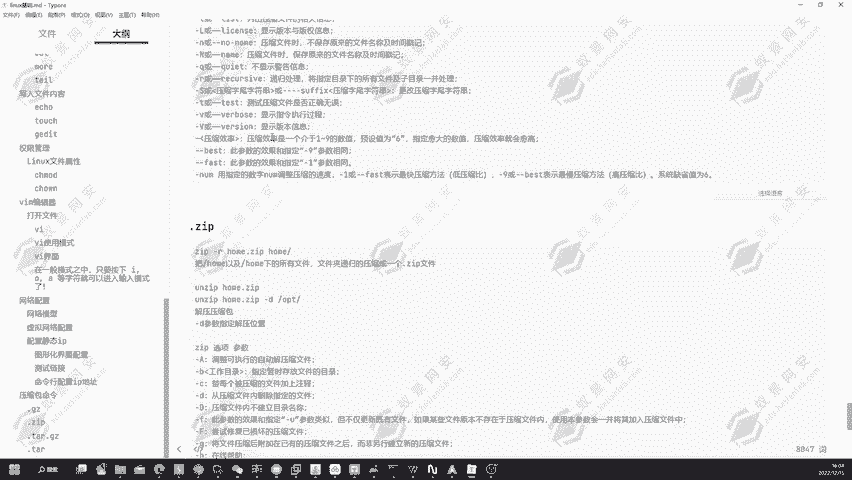 linux基础.md - Typora
文件(F) 编辑(E) 段落(P) 格式(O) 视图(V) 主题(T) 帮助(H)
文件 大纲
more
tail
写入文件内容
echo
touch
gedit
权限管理
Linux文件属性
chmod
chown
vim编辑器
打开文件
vi
vi使用模式
vi界面
在一般模式之中，只要按下 i, o, a 等字符就可以进入输入模式了!
网络配置
网络模型
虚拟网络配置
配置静态ip
图形化界面配置
测试链接
命令行配置ip地址
压缩包命令
.gz
.zip
.tar.gz
.tar
-L或--license：显示版本与版权信息；
-n或--no-name：压缩文件时，不保存原来的文件名称及时间戳记；
-N或--name：压缩文件时，保存原来的文件名称及时间戳记；
-q或--quiet：不显示警告信息；
-r或--recursive：递归处理，将指定目录下的所有文件及子目录一并处理；
-S或<压缩字尾字符串>或----suffix<压缩字尾字符串>：更改压缩字尾字符串；
-t或--test：测试压缩文件是否正确无误；
-v或--verbose：显示指令执行过程；
-V或--version：显示版本信息；
-<压缩效率>：压缩效率是一个介于1~9的数值，预设值为“6”，指定愈大的数值，压缩效率就会愈高；
--best：此参数的效果和指定“-9”参数相同；
--fast：此参数的效果和指定“-1”参数相同。
-num 用指定的数字num调整压缩的速度，-1或--fast表示最快压缩方法（低压缩比），-9或--best表示最慢压缩方法（高压缩比）。系统缺省值为6。
选择语言
.zip
zip -r home.zip home/
把/home以及/home下的所有文件，文件夹递归的压缩成一个.zip文件
unzip home.zip
unzip home.zip -d /opt/
解压压缩包
-d参数指定解压位置
zip 选项 参数
-A：调整可执行的自动解压缩文件；
-b<工作目录>：指定暂时存放文件的目录；
-c：替每个被压缩的文件加上注释；
-d：从压缩文件内删除指定的文件；
-D：压缩文件内不建立目录名称；
-f：此参数的效果和指定“-u”参数类似，但不仅更新既有文件，如果某些文件原本不存在于压缩文件内，使用本参数会一并将其加入压缩文件中；
-F：尝试修复已损坏的压缩文件；
-g：将文件压缩后附加在已有的压缩文件之后，而非另行建立新的压缩文件；
-h：在线帮助；
8047 词
2022/12/15